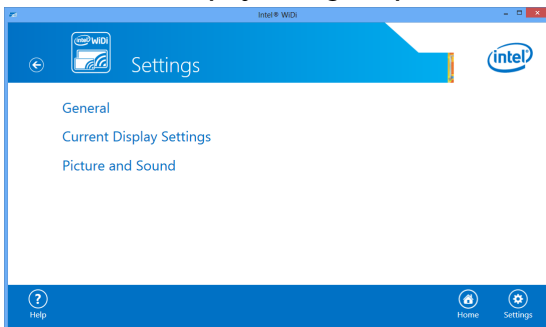 Intel® WiDi
intel WiDi
Settings
intel
General
Current Display Settings
Picture and Sound
?
Help
Home
Settings